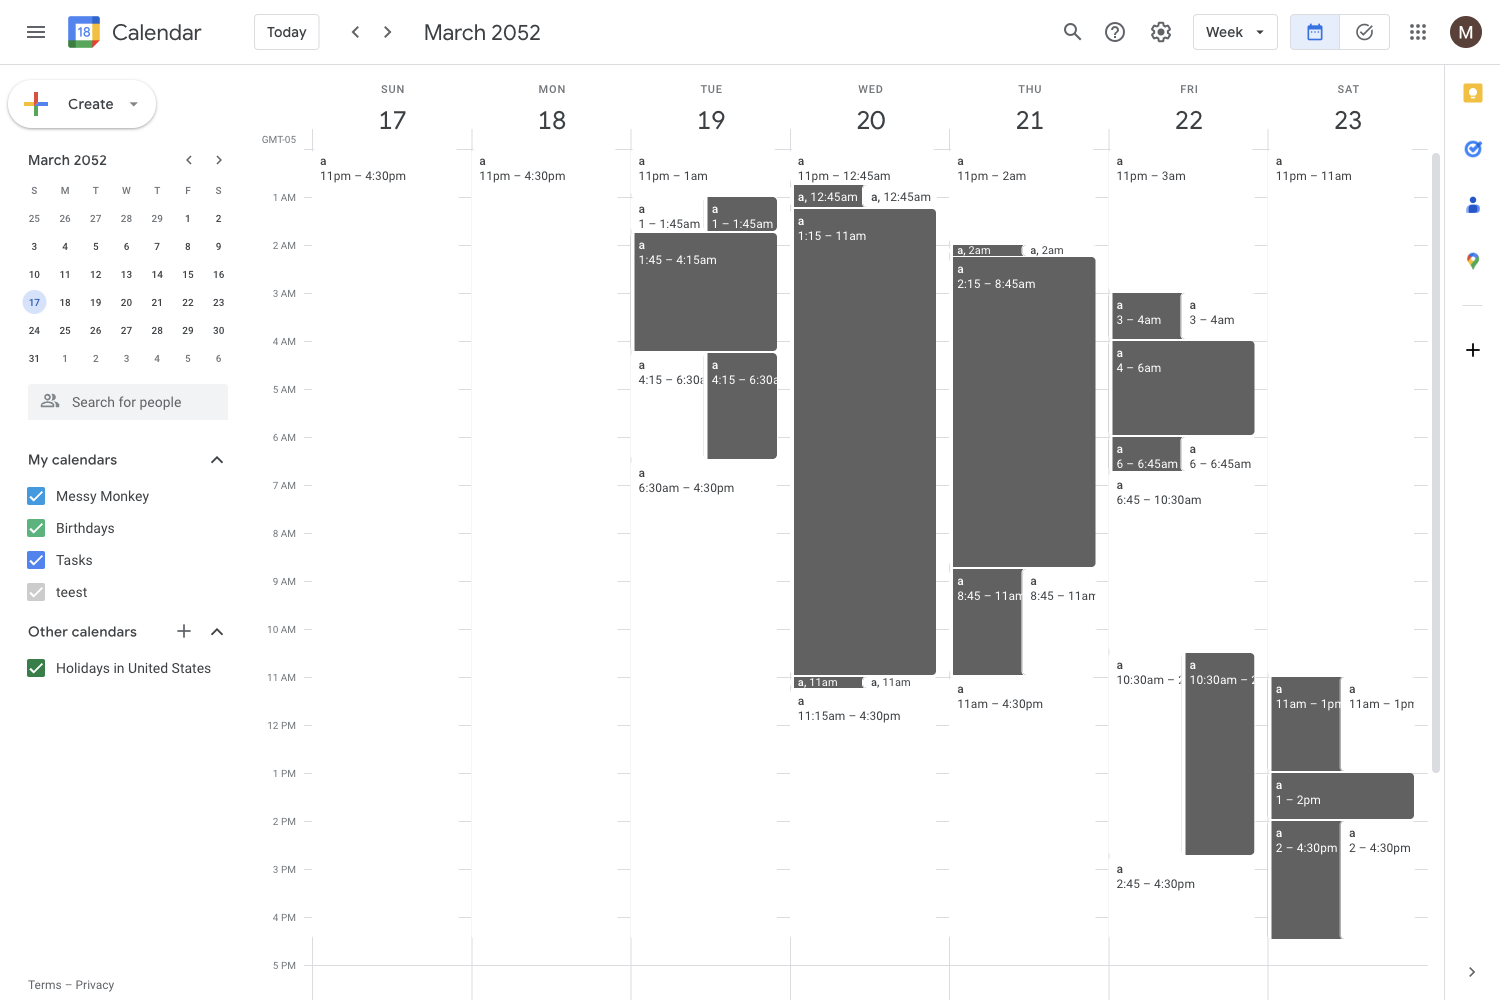 18 Calendar Today March 2052 Week M
Create
March 2052
S M T W T F S
25 26 27 28 29 1 2
3 4 5 6 7 8 9
10 11 12 13 14 15 16
17 18 19 20 21 22 23
24 25 26 27 28 29 30
31 1 2 3 4 5 6
Search for people
My calendars
Messy Monkey
Birthdays
Tasks
teest
Other calendars
Holidays in United States
Terms – Privacy
GMT-05
1 AM
2 AM
3 AM
4 AM
5 AM
6 AM
7 AM
8 AM
9 AM
10 AM
11 AM
12 PM
1 PM
2 PM
3 PM
4 PM
5 PM
SUN
17
a
11pm – 4:30pm
MON
18
a
11pm – 4:30pm
TUE
19
a
11pm – 1am
a
1 – 1:45am
a
1 – 1:45am
a
1:45 – 4:15am
a
4:15 – 6:30a
a
4:15 – 6:30a
a
6:30am – 4:30pm
WED
20
a
11pm – 12:45am
a, 12:45am
a, 12:45am
a
1:15 – 11am
a, 11am
a, 11am
a
11:15am – 4:30pm
THU
21
a
11pm – 2am
a, 2am
a, 2am
a
2:15 – 8:45am
a
8:45 – 11am
a
8:45 – 11am
a
11am – 4:30pm
FRI
22
a
11pm – 3am
a
3 – 4am
a
3 – 4am
a
4 – 6am
a
6 – 6:45am
a
6 – 6:45am
a
6:45 – 10:30am
a
10:30am – 2
a
10:30am – 2
a
2:45 – 4:30pm
SAT
23
a
11pm – 11am
a
11am – 1pm
a
11am – 1pm
a
1 – 2pm
a
2 – 4:30pm
a
2 – 4:30pm